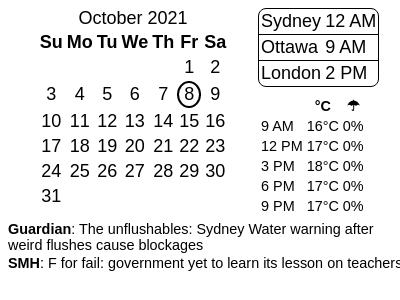 October 2021
Su Mo Tu We Th Fr Sa
1 2
3 4 5 6 7 8 9
10 11 12 13 14 15 16
17 18 19 20 21 22 23
24 25 26 27 28 29 30
31
Sydney 12 AM
Ottawa 9 AM
London 2 PM
°C ☂
9 AM 16°C 0%
12 PM 17°C 0%
3 PM 18°C 0%
6 PM 17°C 0%
9 PM 17°C 0%
Guardian: The unflushables: Sydney Water warning after
weird flushes cause blockages
SMH: F for fail: government yet to learn its lesson on teachers